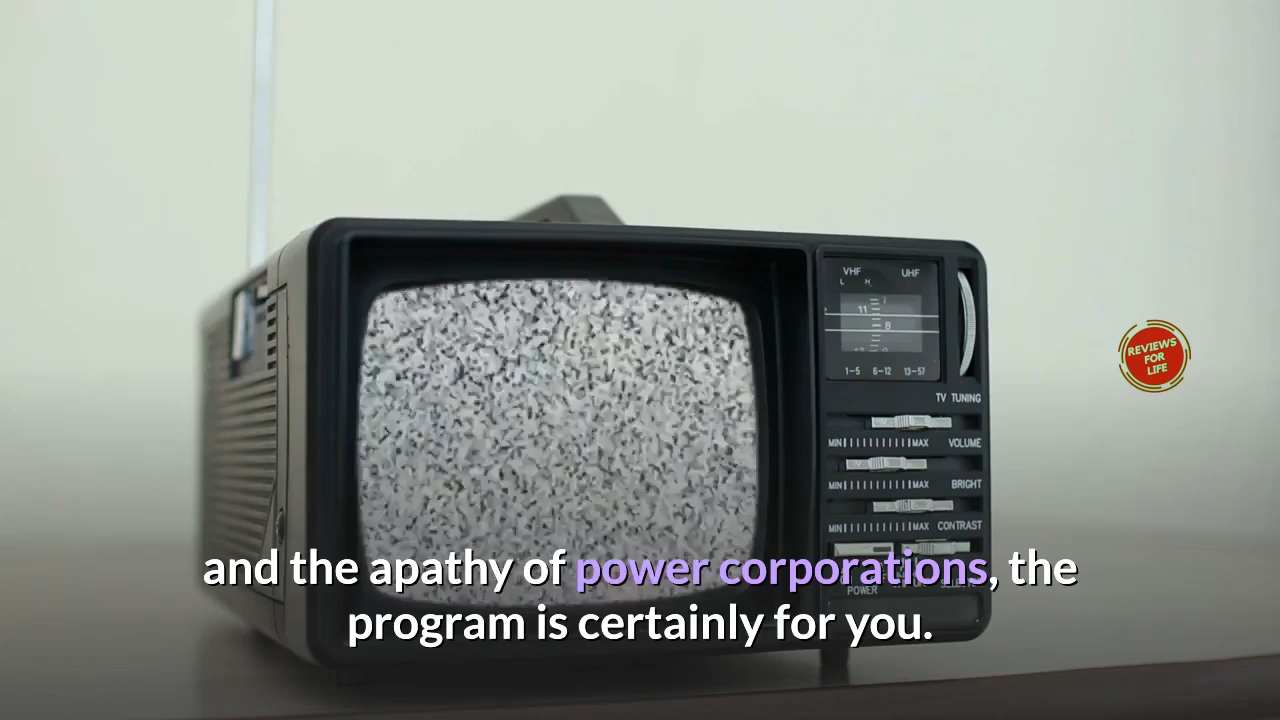 VHF UHF
L H
7
11
8
1-5 6-12 13-57
TV TUNING
MIN MAX VOLUME
MIN MAX BRIGHT
MIN MAX CONTRAST
POWER
REVIEWS
FOR
LIFE
and the apathy of power corporations, the
program is certainly for you.